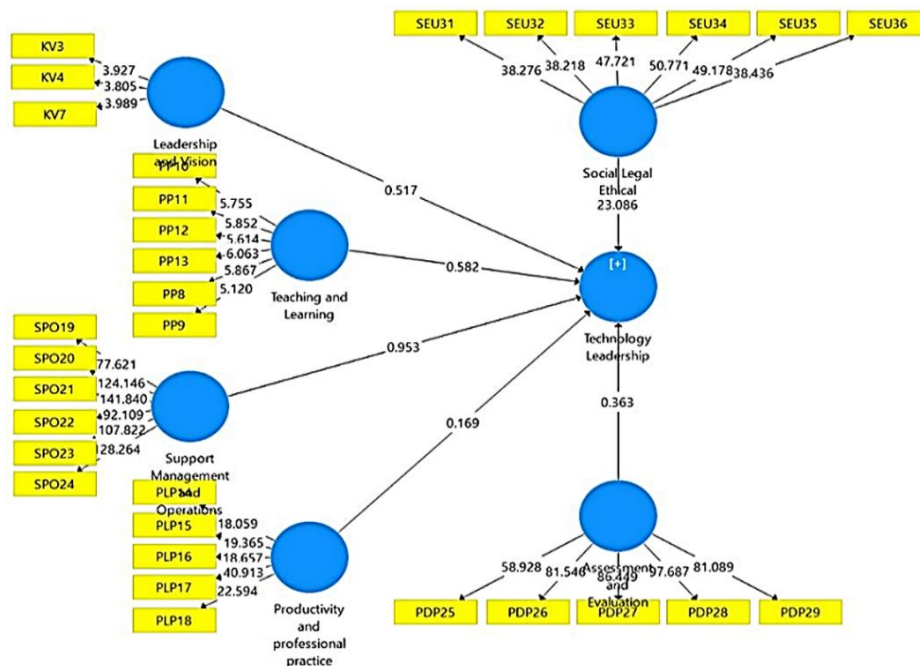 SEU31 SEU32 SEU33 SEU34 SEU35 SEU36
38.276 38.218 47.721 50.771 49.178 38.436
Social Legal
Ethical
23.086
KV3
KV4
KV7
3.927
3.805
3.989
Leadership
and Vision
0.517
PP10
PP11
PP12
PP13
PP8
PP9
5.755
5.852
5.614
6.063
5.867
5.120
Teaching and
Learning
0.582
[+]
Technology
Leadership
SPO19
SPO20
SPO21
SPO22
SPO23
SPO24
77.621
124.146
141.840
92.109
107.822
128.264
Support
Management
and
Operations
0.953
PLP14
PLP15
PLP16
PLP17
PLP18
18.059
19.365
18.657
40.913
22.594
Productivity
and
professional
practice
0.169
0.363
Assessment
and
Evaluation
58.928 81.546 86.449 97.687 81.089
PDP25 PDP26 PDP27 PDP28 PDP29